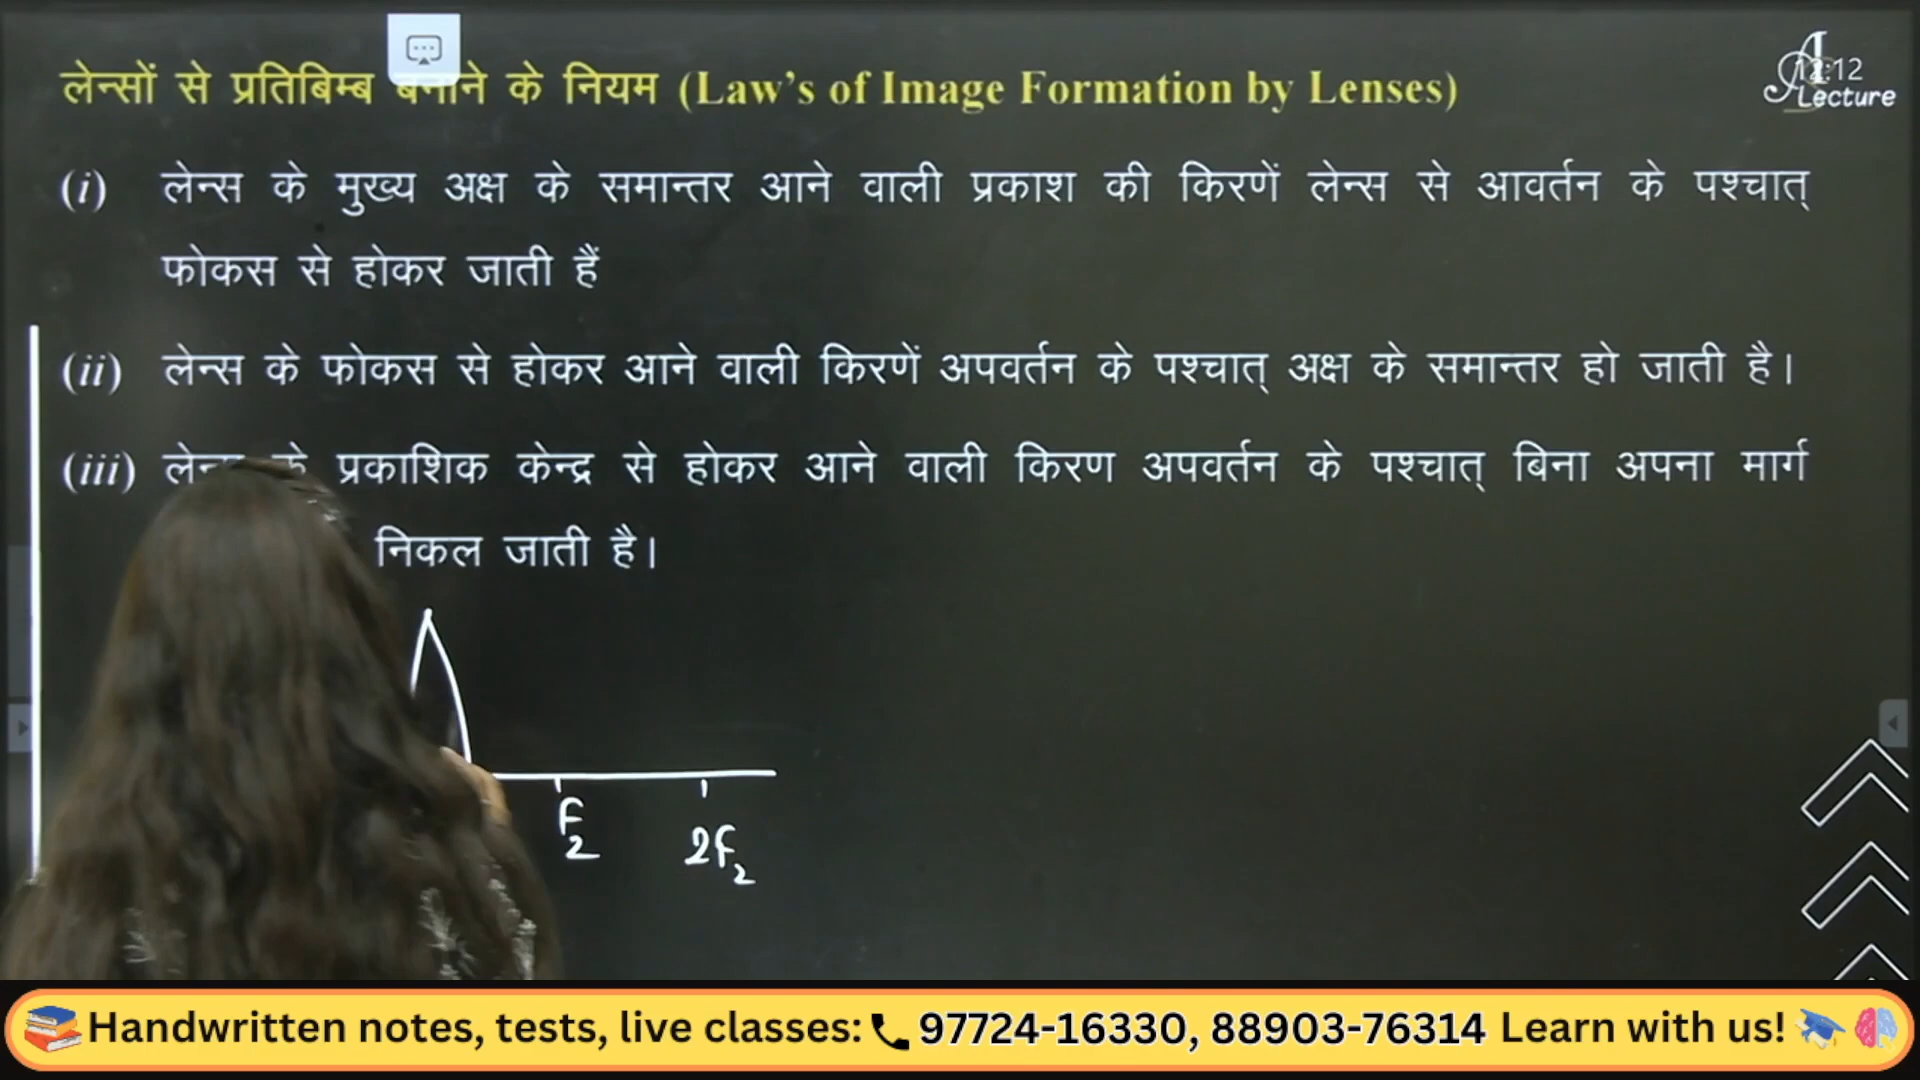 लेन्सों से प्रतिबिम्ब बनाने के नियम (Law's of Image Formation by Lenses)
12:12
Lecture
(i) लेन्स के मुख्य अक्ष के समान्तर आने वाली प्रकाश की किरणें लेन्स से आवर्तन के पश्चात्
फोकस से होकर जाती हैं
(ii) लेन्स के फोकस से होकर आने वाली किरणें अपवर्तन के पश्चात् अक्ष के समान्तर हो जाती है।
(iii) के प्रकाशिक केन्द्र से होकर आने वाली किरण अपवर्तन के पश्चात् बिना अपना मार्ग
निकल जाती है।
F2
2F2
Handwritten notes, tests, live classes: 97724-16330, 88903-76314 Learn with us!